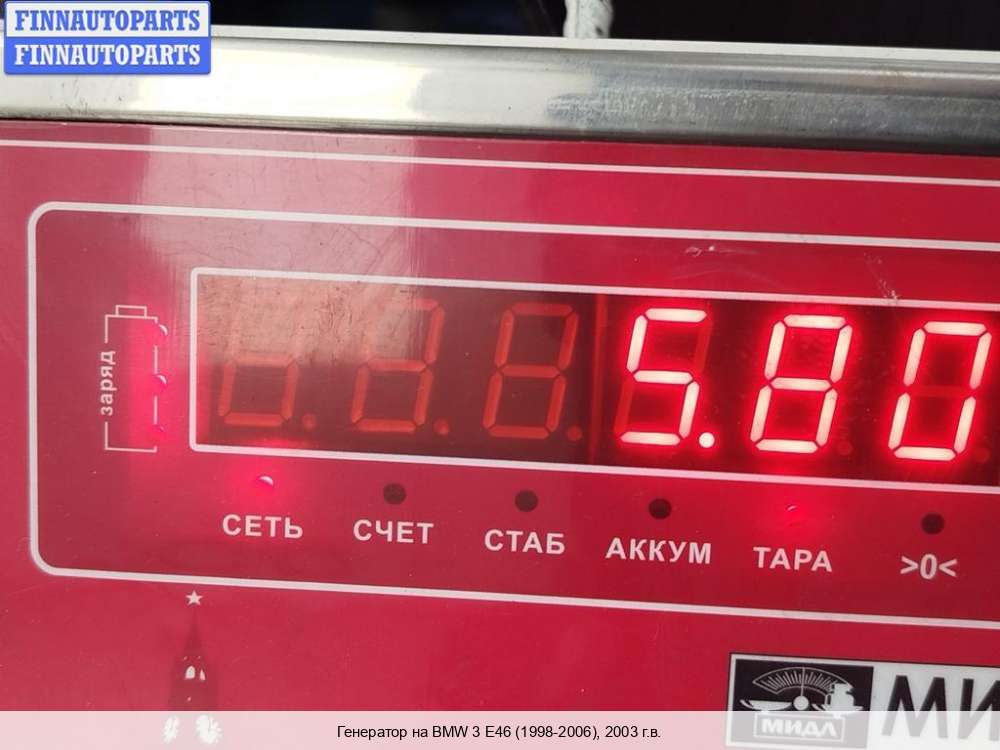 FINNAUTOPARTS
FINNAUTOPARTS
заряд
5.80
СЕТЬ СЧЕТ СТАБ АККУМ ТАРА >0<
МИДЛ
МИ
Генератор на BMW 3 E46 (1998-2006), 2003 г.в.